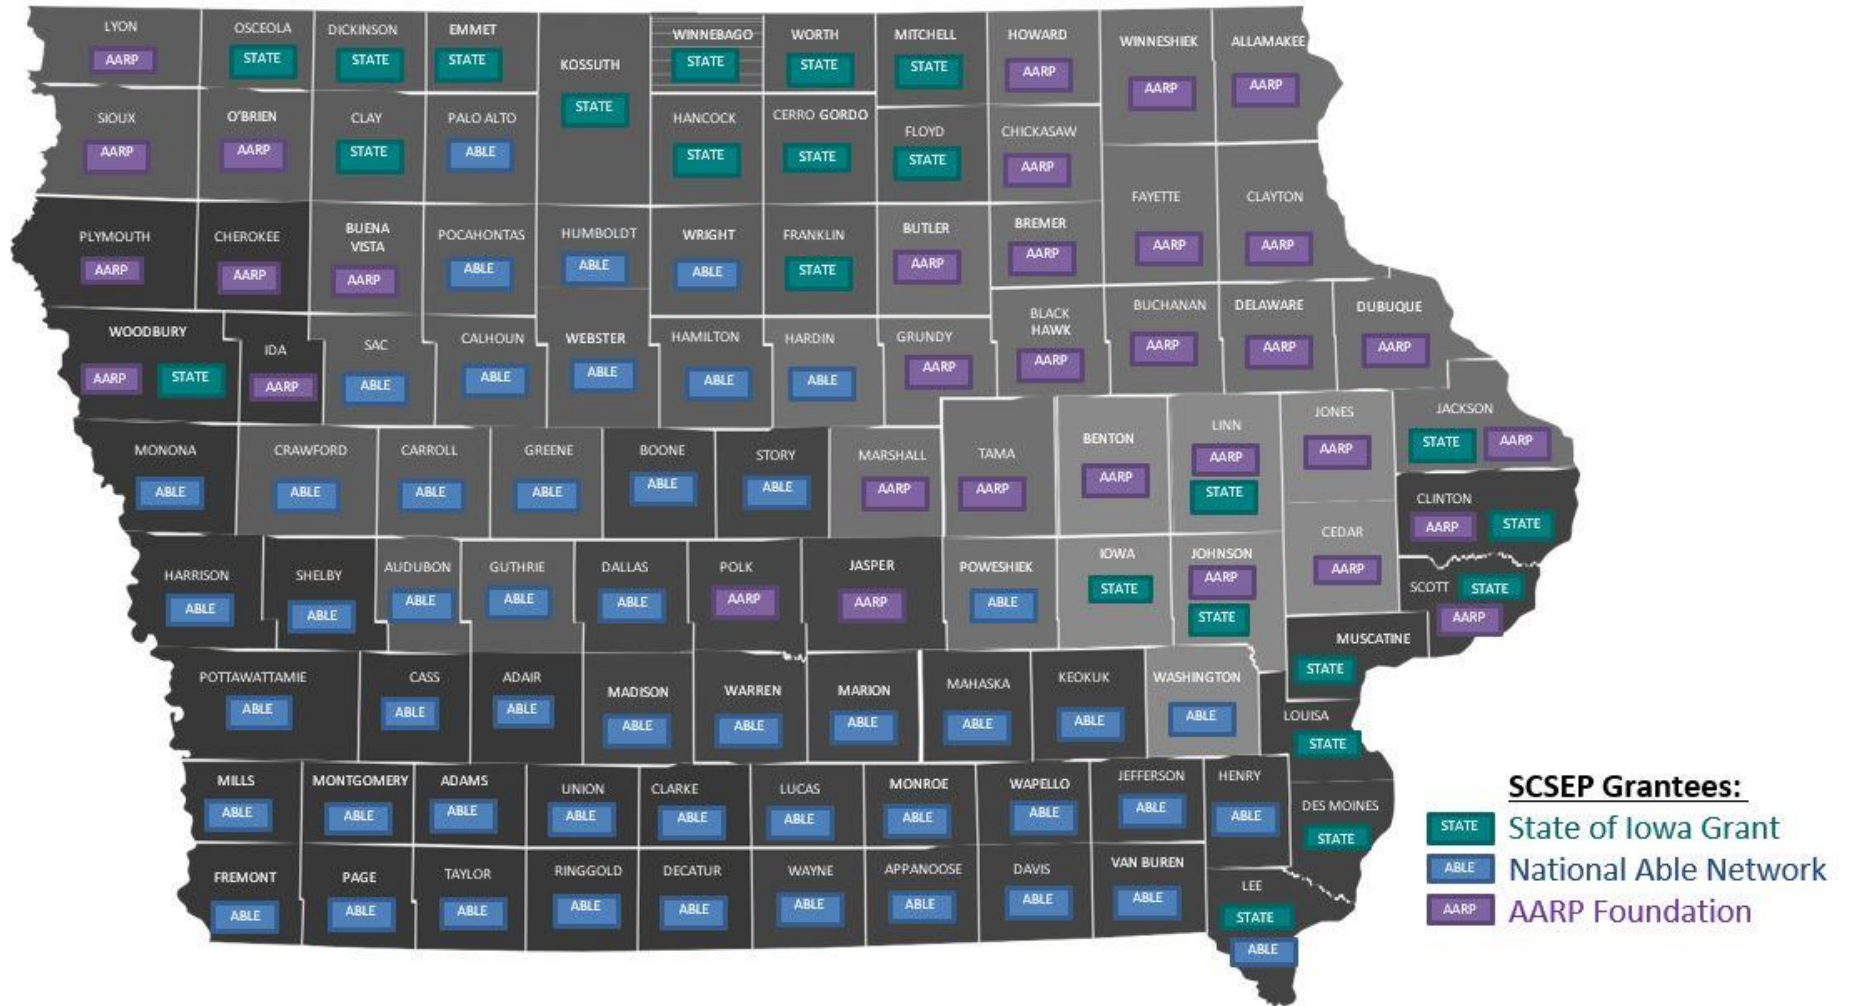 LYON
AARP
OSCEOLA
STATE
DICKINSON
STATE
EMMET
STATE
KOSSUTH
STATE
WINNEBAGO
STATE
WORTH
STATE
MITCHELL
STATE
HOWARD
AARP
WINNESHIEK
AARP
ALLAMAKEE
AARP
SIOUX
AARP
O'BRIEN
AARP
CLAY
STATE
PALO ALTO
ABLE
HANCOCK
STATE
CERRO GORDO
STATE
FLOYD
STATE
CHICKASAW
AARP
FAYETTE
AARP
CLAYTON
AARP
PLYMOUTH
AARP
CHEROKEE
AARP
BUENA
VISTA
AARP
POCAHONTAS
ABLE
HUMBOLDT
ABLE
WRIGHT
ABLE
FRANKLIN
STATE
BUTLER
AARP
BREMER
AARP
WOODBURY
AARP STATE
IDA
AARP
SAC
ABLE
CALHOUN
ABLE
WEBSTER
ABLE
HAMILTON
ABLE
HARDIN
ABLE
GRUNDY
AARP
BLACK
HAWK
AARP
BUCHANAN
AARP
DELAWARE
AARP
DUBUQUE
AARP
MONONA
ABLE
CRAWFORD
ABLE
CARROLL
ABLE
GREENE
ABLE
BOONE
ABLE
STORY
ABLE
MARSHALL
AARP
TAMA
AARP
BENTON
AARP
LINN
AARP
STATE
JONES
AARP
JACKSON
STATE AARP
CLINTON
AARP STATE
HARRISON
ABLE
SHELBY
ABLE
AUDUBON
ABLE
GUTHRIE
ABLE
DALLAS
ABLE
POLK
AARP
JASPER
AARP
POWESHIEK
ABLE
IOWA
STATE
JOHNSON
AARP
STATE
CEDAR
AARP
SCOTT STATE
AARP
MUSCATINE
STATE
POTTAWATTAMIE
ABLE
CASS
ABLE
ADAIR
ABLE
MADISON
ABLE
WARREN
ABLE
MARION
ABLE
MAHASKA
ABLE
KEOKUK
ABLE
WASHINGTON
ABLE
LOUISA
STATE
MILLS
ABLE
MONTGOMERY
ABLE
ADAMS
ABLE
UNION
ABLE
CLARKE
ABLE
LUCAS
ABLE
MONROE
ABLE
WAPELLO
ABLE
JEFFERSON
ABLE
HENRY
ABLE
DES MOINES
STATE
FREMONT
ABLE
PAGE
ABLE
TAYLOR
ABLE
RINGGOLD
ABLE
DECATUR
ABLE
WAYNE
ABLE
APPANOOSE
ABLE
DAVIS
ABLE
VAN BUREN
ABLE
LEE
STATE
ABLE
SCSEP Grantees:
STATE State of Iowa Grant
ABLE National Able Network
AARP AARP Foundation